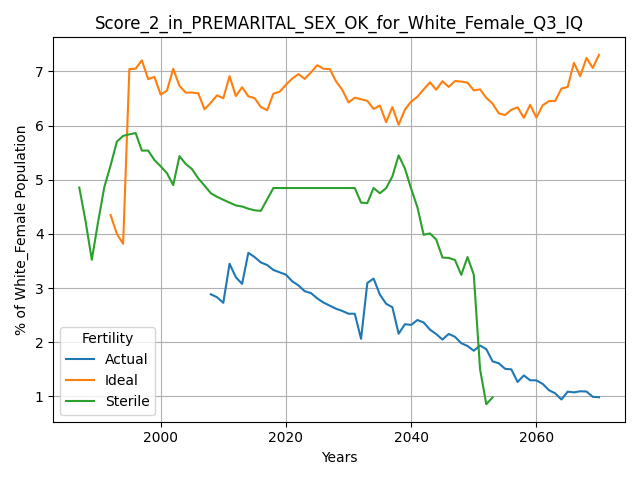 Score_2_in_PREMARITAL_SEX_OK_for_White_Female_Q3_IQ
% of White_Female Population
7
6
5
4
3
2
1
Fertility
Actual
Ideal
Sterile
2000 2020 2040 2060
Years